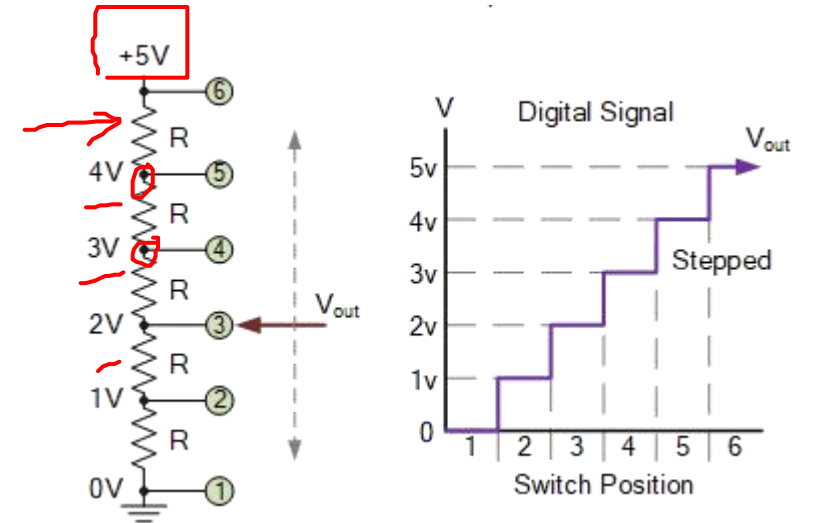 +5V
6
R
4V
5
R
3V
4
R
2V
3
Vout
R
1V
2
R
0V
1
V
Digital Signal
Vout
5v
4v
Stepped
3v
2v
1v
0
1 2 3 4 5 6
Switch Position